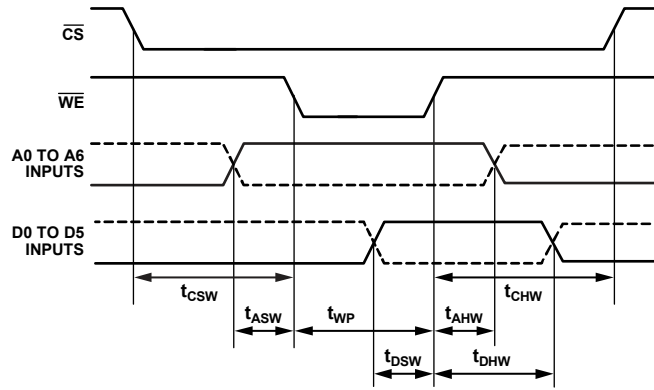 CS
WE
A0 TO A6
INPUTS
D0 TO D5
INPUTS
tCSW
tCHW
tASW
tWP
tAHW
tDSW
tDHW